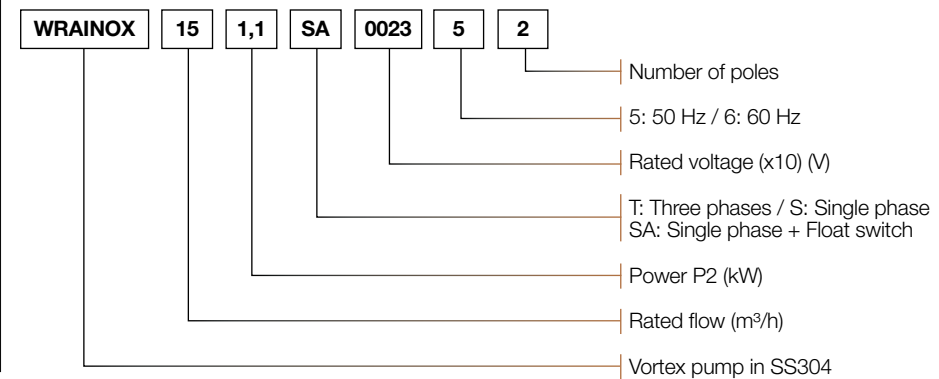 WRAINOX 15 1,1 SA 0023 5 2
Number of poles
5: 50 Hz / 6: 60 Hz
Rated voltage (x10) (V)
T: Three phases / S: Single phase
SA: Single phase + Float switch
Power P2 (kW)
Rated flow (m³/h)
Vortex pump in SS304